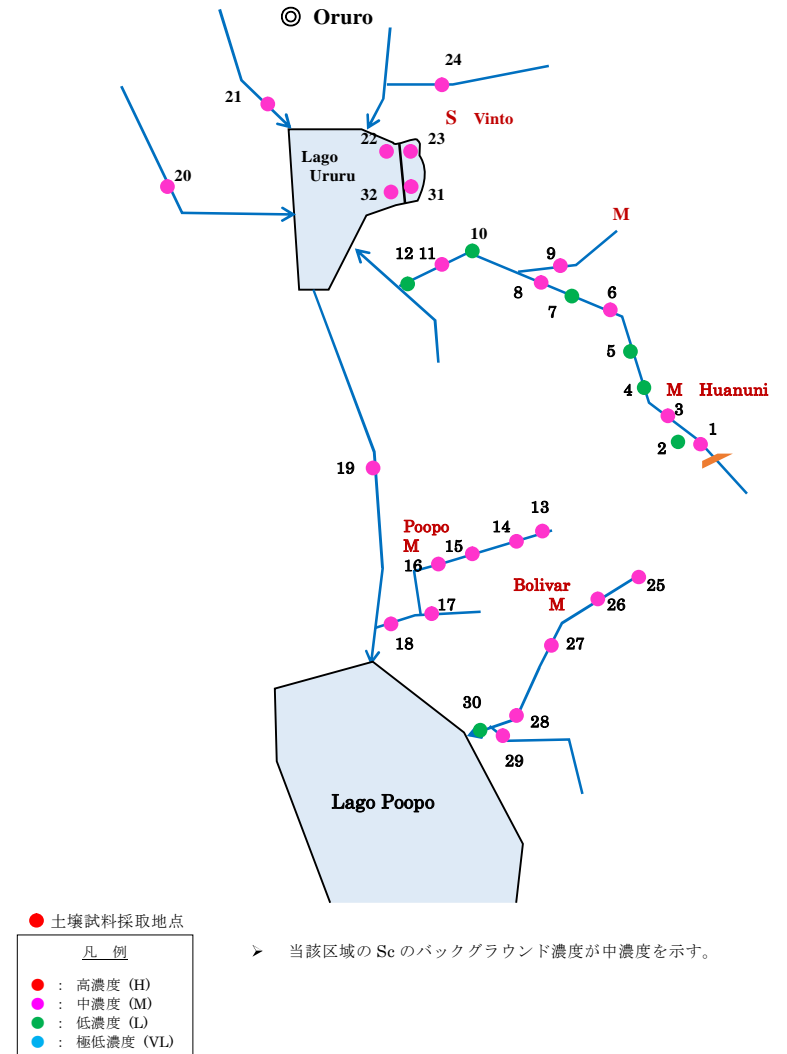 ◎ Oruro
24
21
S Vinto
22
23
Lago
Ururu
20
32
31
M
10
12
11
9
8
7
6
5
4
M Huanuni
3
1
2
19
13
Poopo
M
14
15
16
Bolivar
M
25
26
17
18
27
30
28
29
Lago Poopo
● 土壌試料採取地点
凡 例
● : 高濃度 (H)
● : 中濃度 (M)
● : 低濃度 (L)
● : 極低濃度 (VL)
➢ 当該区域の Sc のバックグラウンド濃度が中濃度を示す。